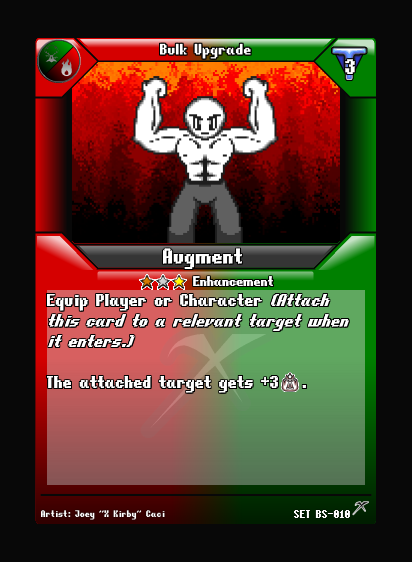 Bulk Upgrade
3
Augment
Enhancement
Equip Player or Character (Attach
this card to a relevant target when
it enters.)
The attached target gets +3.
Artist: Joey "X Kirby" Caci
SET BS-010